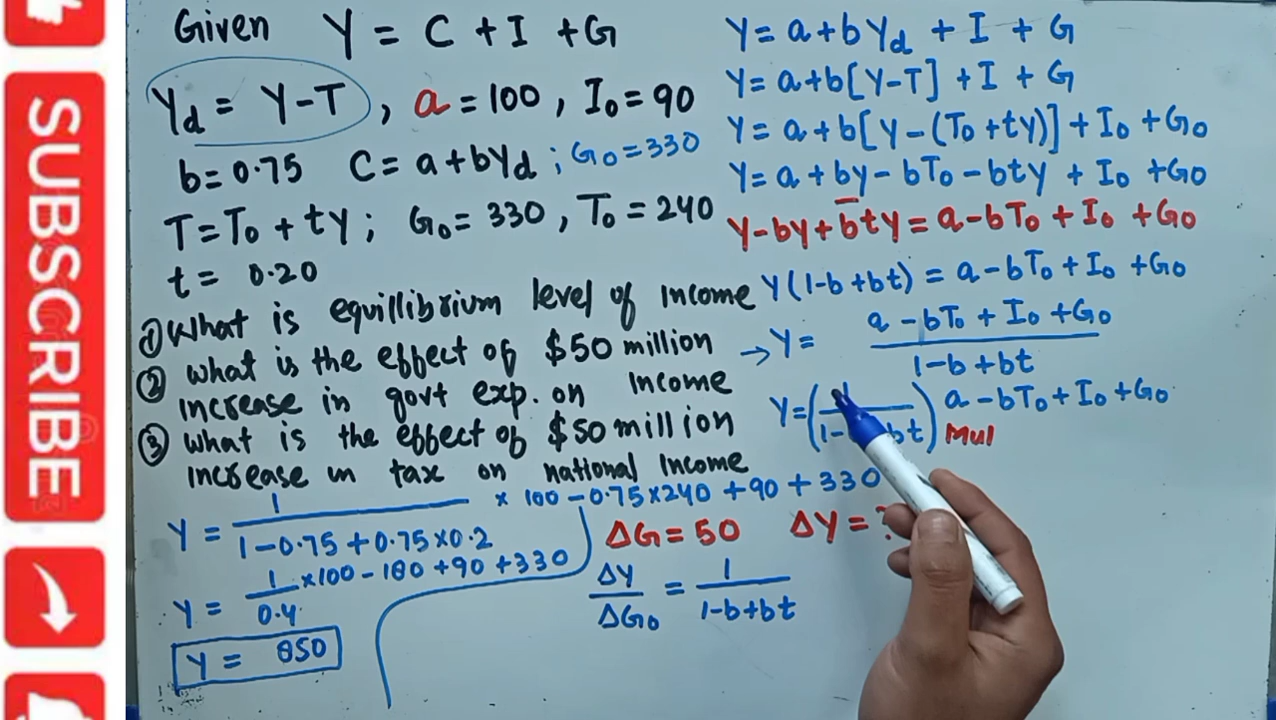 SUBSCRIBE
Given Y = C + I + G
Yd = Y-T, a = 100, I0 = 90
b = 0.75 C = a + bYd ; G0 = 330
T = T0 + tY ; G0 = 330, T0 = 240
t = 0.20
① What is equillibrium level of income
② what is the effect of $50 million
increase in govt exp. on Income
③ what is the effect of $50 million
increase in tax on national Income
Y = a + b Yd + I + G
Y = a + b[Y-T] + I + G
Y = a + b[Y-(T0+tY)] + I0 + G0
Y = a + by - bT0 - bty + I0 + G0
Y - by + bty = a - bT0 + I0 + G0
Y(1-b+bt) = a - bT0 + I0 + G0
→ Y = a - bT0 + I0 + G0 / 1-b+bt
Y = (1 / 1- bt) a - bT0 + I0 + G0
Mul
Y = 1 / 1-0.75+0.75×0.2 × 100 - 0.75×240 + 90 + 330
Y = 1 / 0.4 ×100 - 180 + 90 + 330
Y = 850
ΔG = 50 ΔY = ?
ΔY / ΔG0 = 1 / 1-b+bt